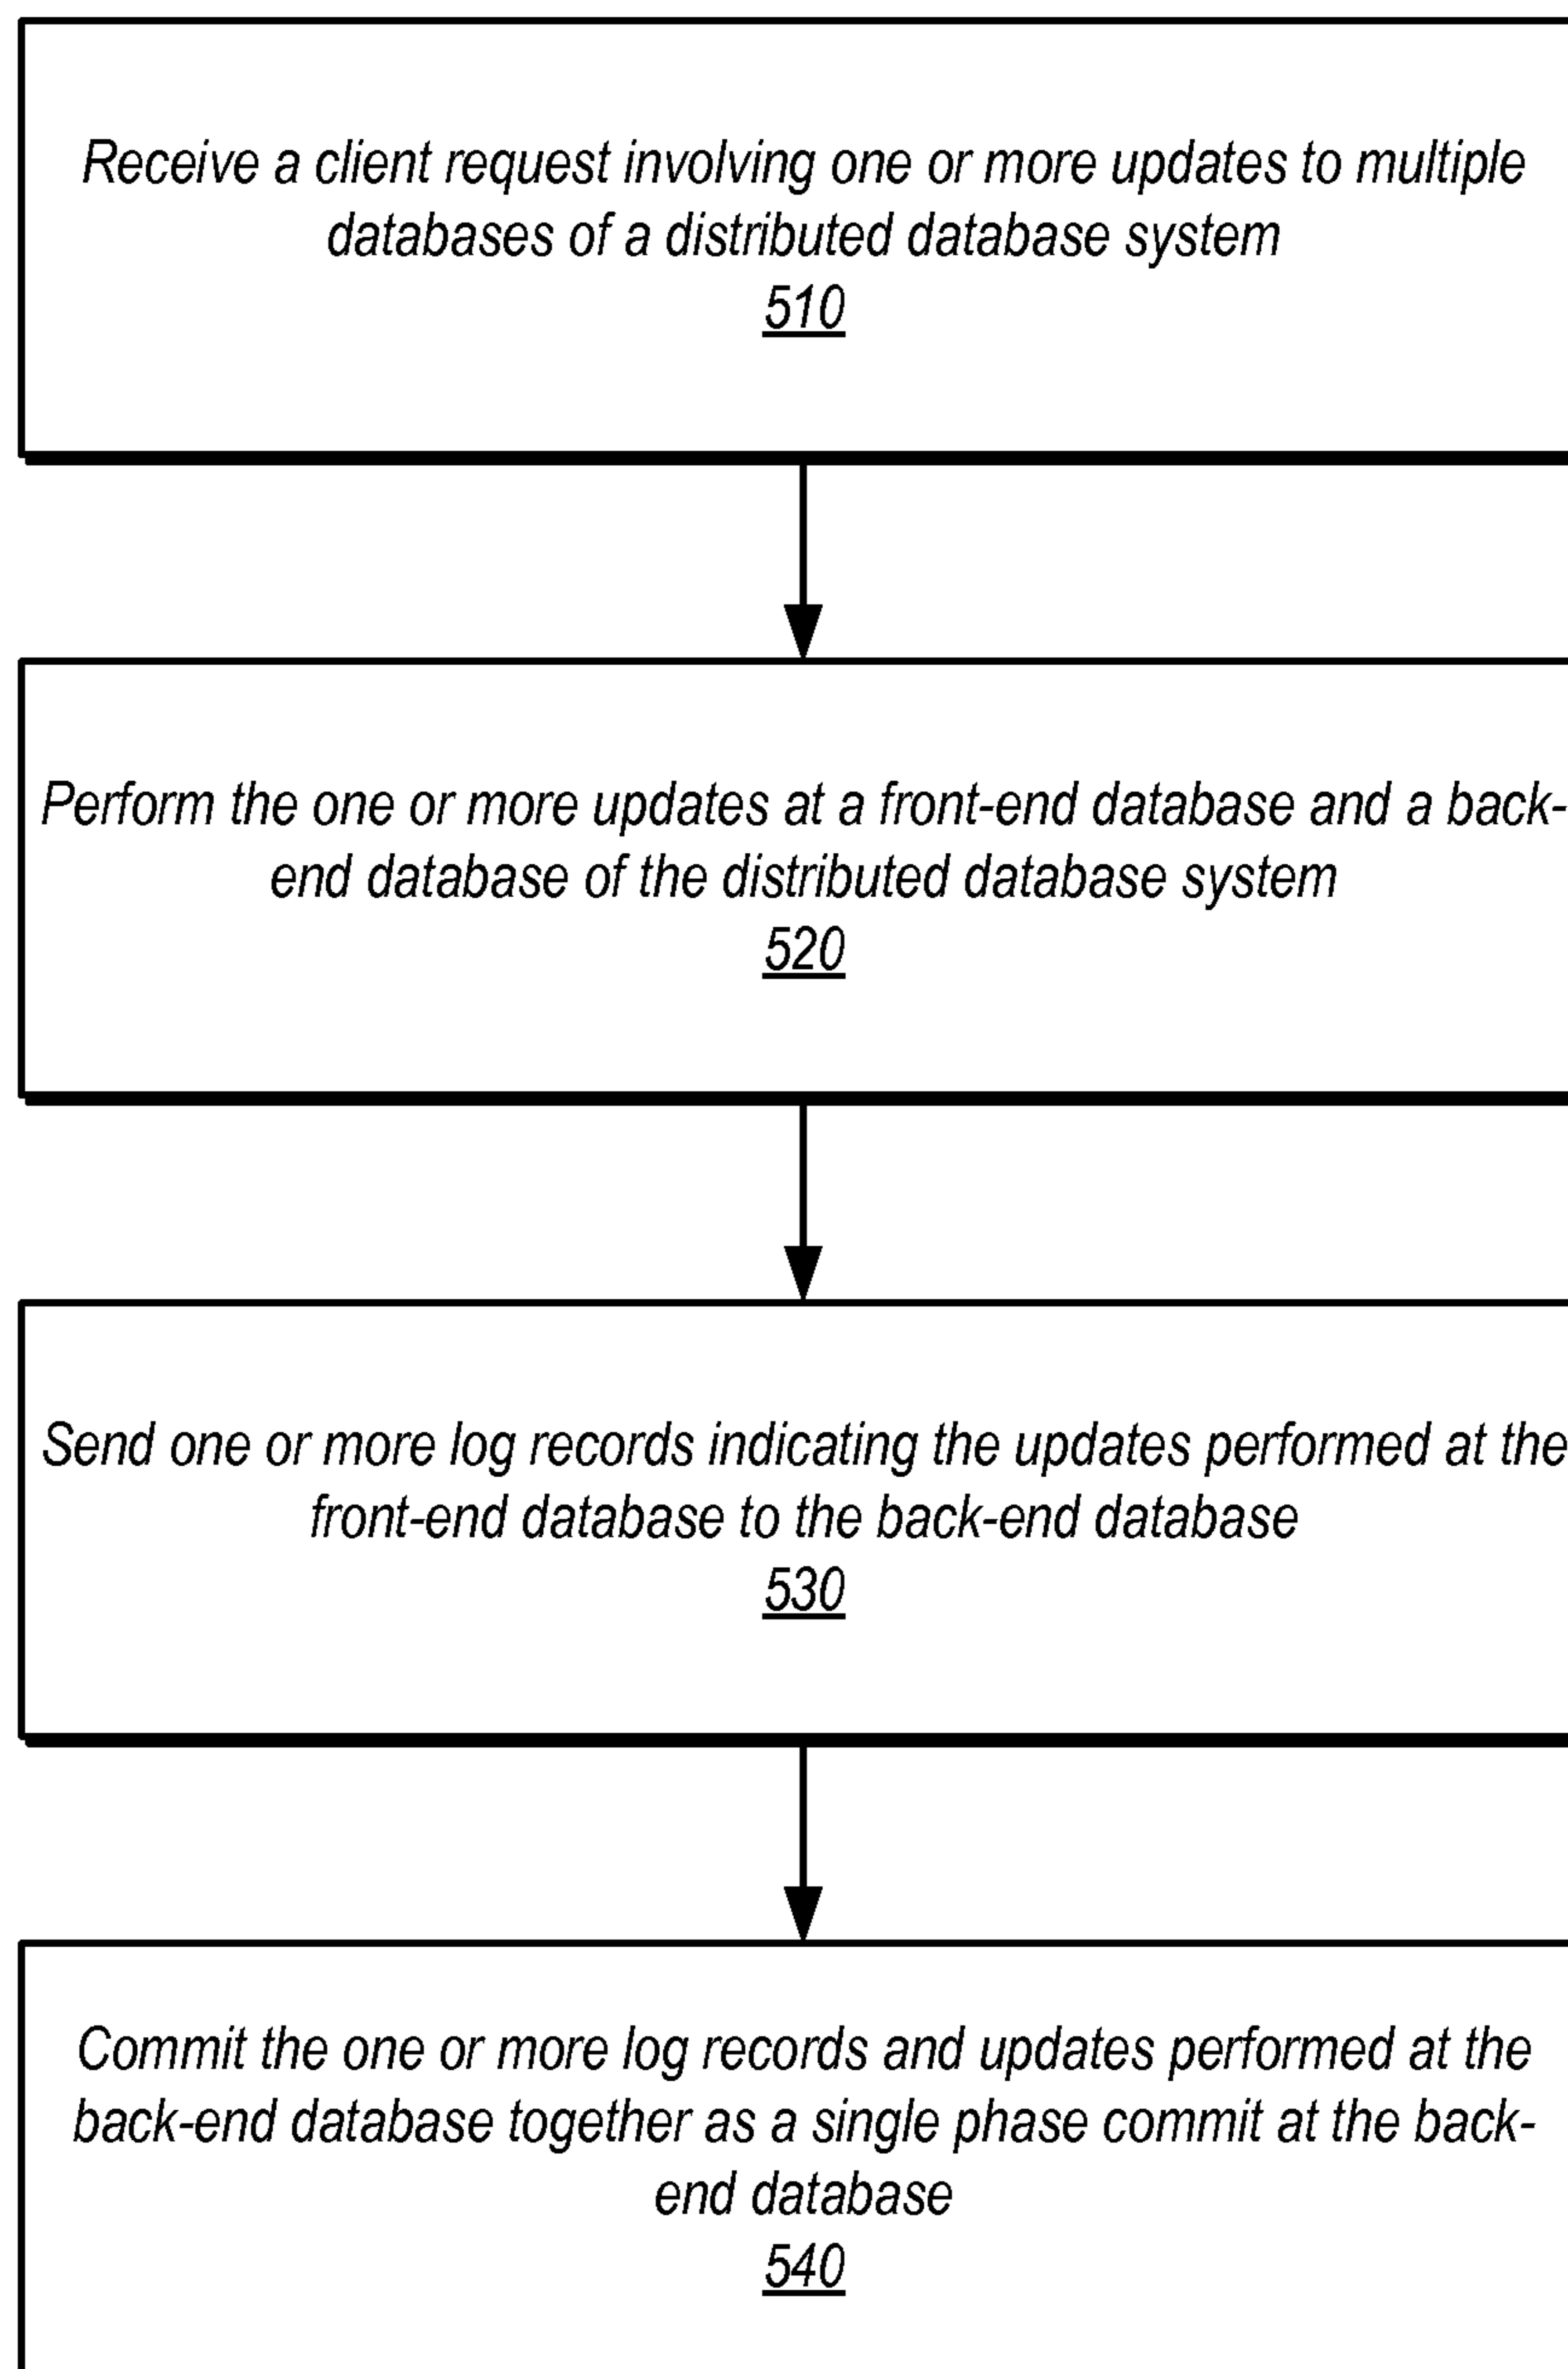 Receive a client request involving one or more updates to multiple
databases of a distributed database system
510
Perform the one or more updates at a front-end database and a back-
end database of the distributed database system
520
Send one or more log records indicating the updates performed at the
front-end database to the back-end database
530
Commit the one or more log records and updates performed at the
back-end database together as a single phase commit at the back-
end database
540